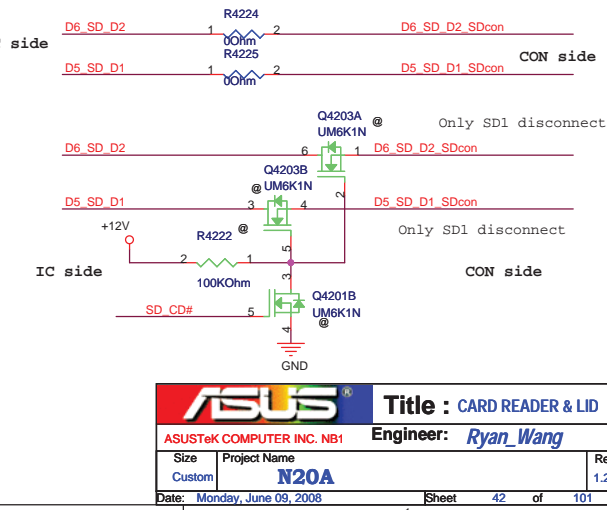 R4224
D6_SD_D2 1 2 D6_SD_D2_SDcon
0Ohm
side
R4225
CON side
D5_SD_D1 1 2 D5_SD_D1_SDcon
0Ohm
Q4203A @
UM6K1N
Only SD1 disconnect
D6_SD_D2 6 1 D6_SD_D2_SDcon
Q4203B
@ UM6K1N
2
D5_SD_D1 3 4 D5_SD_D1_SDcon
+12V
R4222 @
Only SD1 disconnect
5
2 1
IC side
CON side
100KOhm
3
Q4201B
UM6K1N
@
SD_CD# 5
4
GND
ASUS®
Title : CARD READER & LID
ASUSTeK COMPUTER INC. NB1
Engineer: Ryan_Wang
Size Project Name
Custom N20A
1.2
Date: Monday, June 09, 2008 Sheet 42 of 101